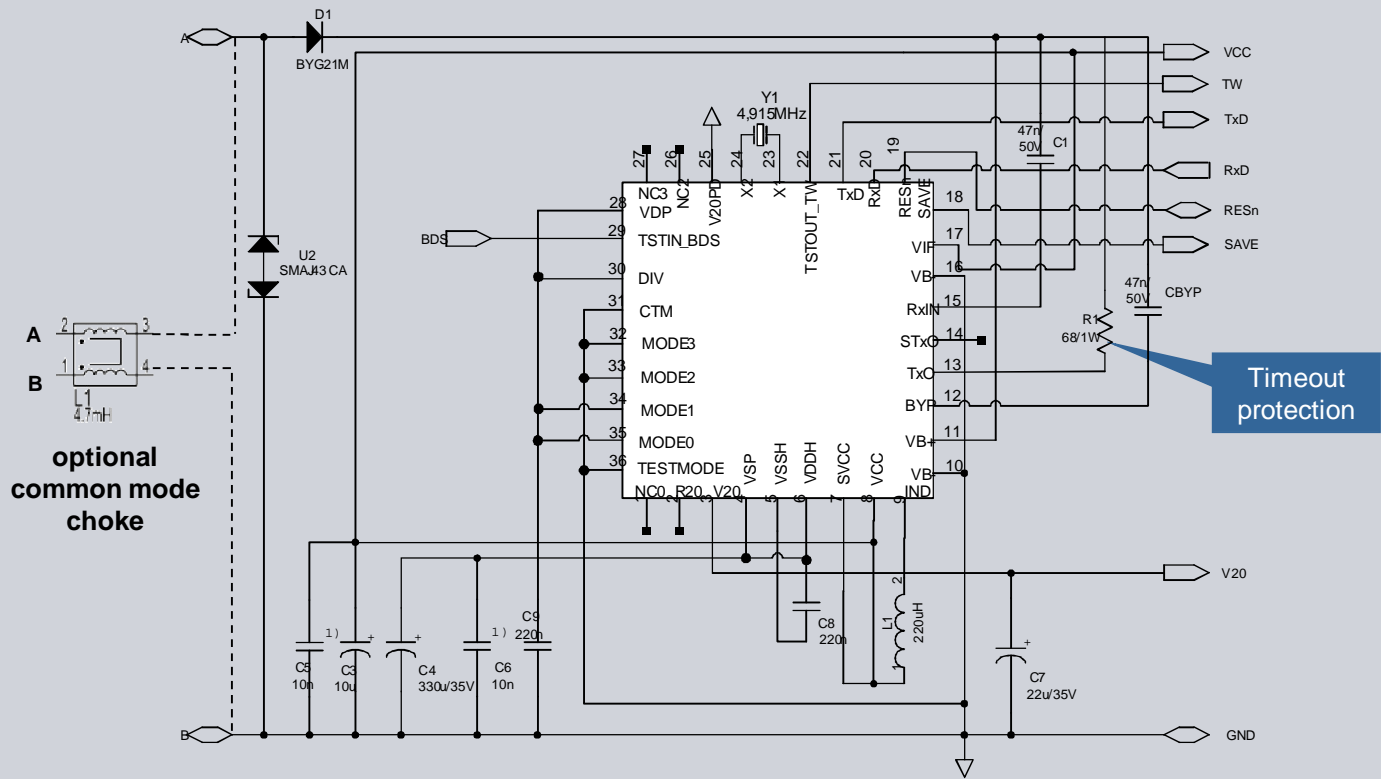 D1
A
BYG21M
VCC
TW
TxD
RxD
RESn
SAVE
Y1
4,915MHz
47n/
50V
C1
27
26
25
24
23
22
21
20
19
NC3
NC2
V20PD
X2
X1
TSTOUT_TW
TxD
RxD
RESn
SAVE
28
VDP
18
BDS
29
TSTIN_BDS
VIF
17
30
DIV
VB-
16
31
CTM
RxIN
15
32
MODE3
STxO
14
33
MODE2
TxO
13
34
MODE1
BYP
12
35
MODE0
VB+
11
36
TESTMODE
VB-
10
U2
SMAJ43CA
47n/
50V
CBYP
R1
68/1W
Timeout
protection
A
2
3
B
1
4
L1
4.7mH
optional
common mode
choke
NC0
R20
V20
VSP
VSSH
VDDH
SVCC
VCC
IND
1
2
3
4
5
6
7
8
9
V20
1)
C5
10n
+
C3
10u
+
C4
330u/35V
1)
C6
10n
C9
220n
C8
220n
2
L1
220uH
1
+
C7
22u/35V
B
GND